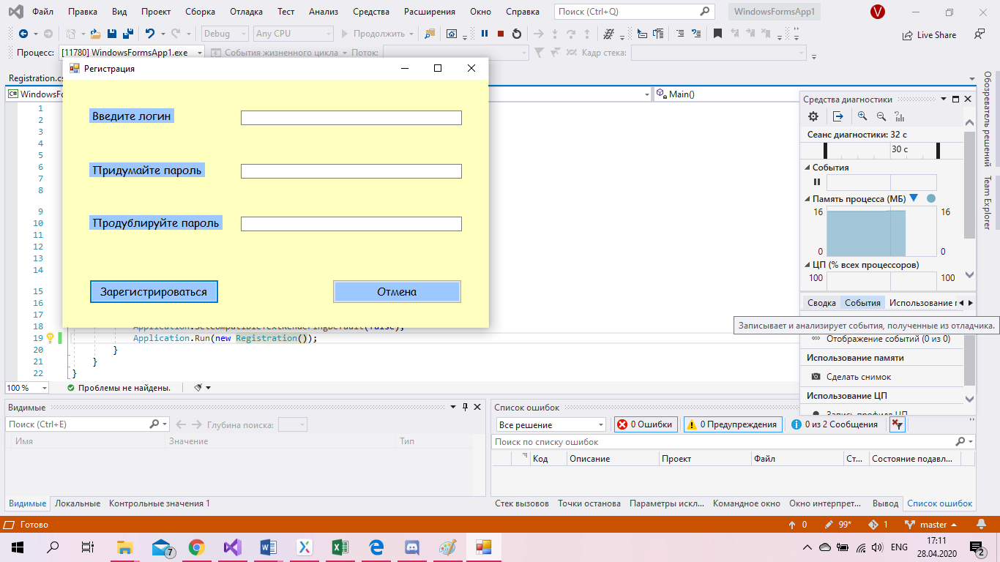 Файл Правка Вид Проект Сборка Отладка Тест Анализ Средства Расширения Окно Справка Поиск (Ctrl+Q) WindowsFormsApp1 V
Debug Any CPU Продолжить Live Share
Процесс: [11780] WindowsFormsApp1.exe События жизненного цикла Поток: Кадр стека:
Регистрация
Registration.cs
C# WindowsFo Main()
Введите логин
Придумайте пароль
Продублируйте пароль
Зарегистрироваться Отмена
1
2
3
4
5
6
7
8
9
10
11
12
13
14
15
16
17
18 Application.SetCompatibleTextRenderingDefault(false);
19 Application.Run(new Registration());
20 }
21 }
22 }
100 % Проблемы не найдены.
Средства диагностики
Сеанс диагностики: 32 с
30 с
События
Память процесса (МБ)
16 16
0 0
ЦП (% всех процессоров)
100 100
Сводка События Использование
Записывает и анализирует события, полученные из отладчика.
Отображение событий (0 из 0)
Использование памяти
Сделать снимок
Использование ЦП
Запись профиля ЦП
Обозреватель решений
Team Explorer
Видимые
Поиск (Ctrl+E) Глубина поиска:
Имя Значение Тип
Видимые Локальные Контрольные значения 1
Список ошибок
Все решение 0 Ошибки 0 Предупреждения 0 из 2 Сообщения
Поиск по списку ошибок
Код Описание Проект Файл Ст... Состояние подавл...
Стек вызовов Точки останова Параметры искл... Командное окно Окно интерпрет... Вывод Список ошибок
Готово 0 99* 1 master
7 ENG 17:11
28.04.2020 2